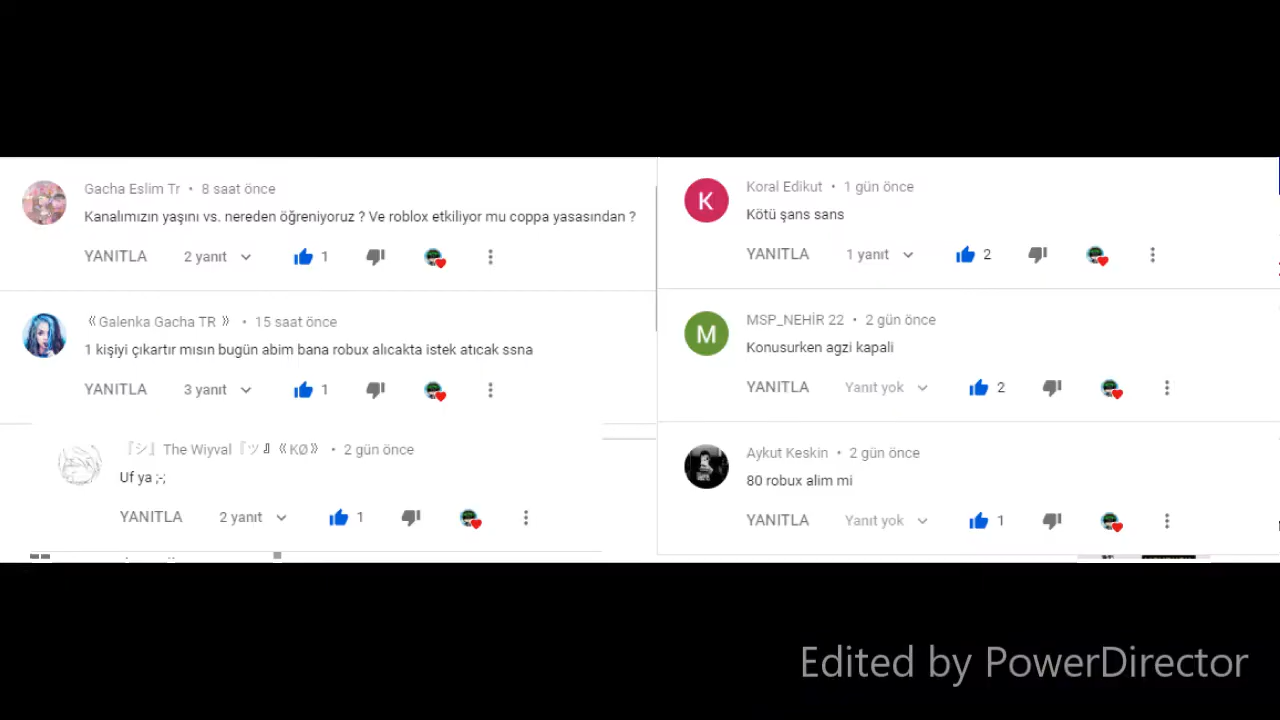 Gacha Eslim Tr • 8 saat önce
Kanalımızın yaşını vs. nereden öğreniyoruz ? Ve roblox etkiliyor mu coppa yasasından ?
YANITLA 2 yanıt 1
《Galenka Gacha TR 》 • 15 saat önce
1 kişiyi çıkartır mısın bugün abim bana robux alıcakta istek atıcak ssna
YANITLA 3 yanıt 1
『シ』The Wiyval『ツ』《KØ》 • 2 gün önce
Uf ya ;-;
YANITLA 2 yanıt 1
K
Koral Edikut • 1 gün önce
Kötü şans sans
YANITLA 1 yanıt 2
M
MSP_NEHİR 22 • 2 gün önce
Konusurken agzi kapali
YANITLA Yanıt yok 2
Aykut Keskin • 2 gün önce
80 robux alim mi
YANITLA Yanıt yok 1
Edited by PowerDirector